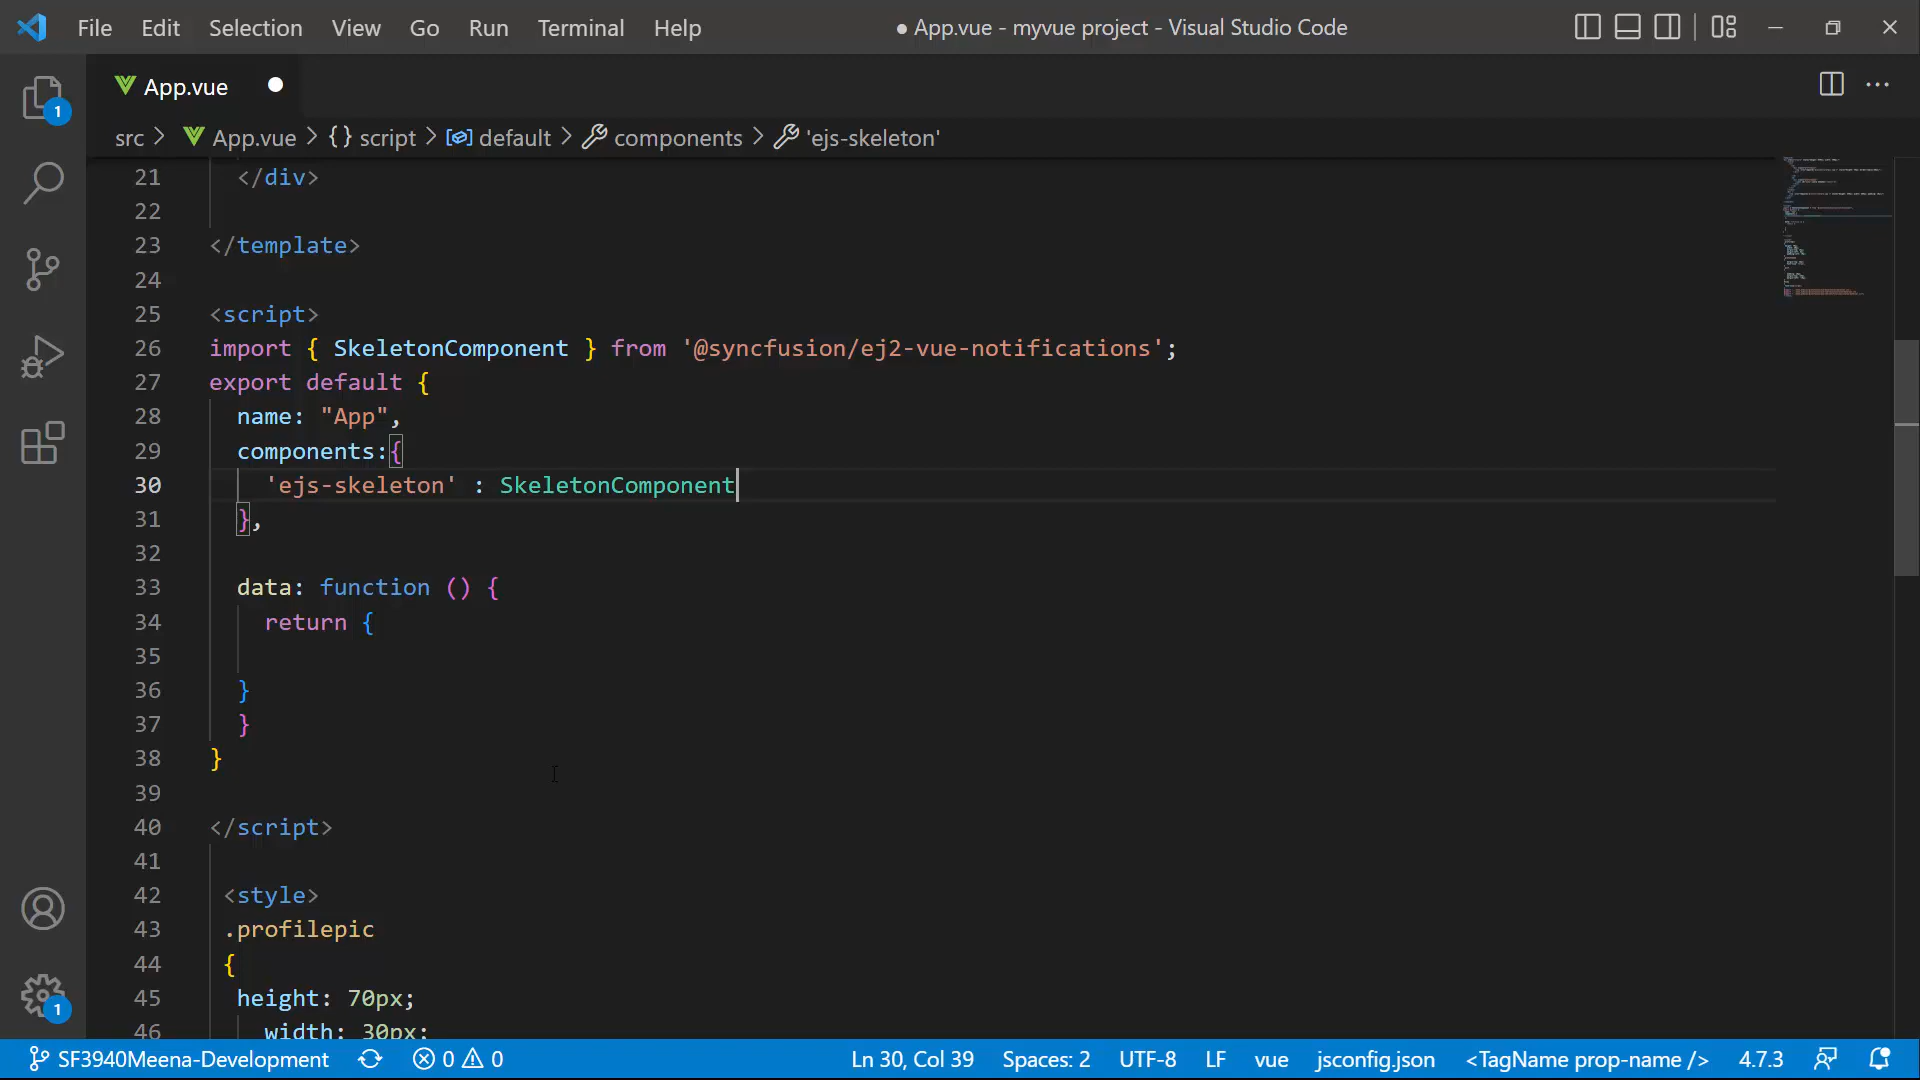 File Edit Selection View Go Run Terminal Help ● App.vue - myvue project - Visual Studio Code
App.vue ●
src > App.vue > {} script > default > components > 'ejs-skeleton'
21 </div>
22
23 </template>
24
25 <script>
26 import { SkeletonComponent } from '@syncfusion/ej2-vue-notifications';
27 export default {
28 name: "App",
29 components:{
30 'ejs-skeleton' : SkeletonComponent
31 },
32
33 data: function () {
34 return {
35
36 }
37 }
38 }
39
40 </script>
41
42 <style>
43 .profilepic
44 {
45 height: 70px;
46 width: 30px;
1
1
SF3940Meena-Development 0 0 Ln 30, Col 39 Spaces: 2 UTF-8 LF vue jsconfig.json <TagName prop-name /> 4.7.3